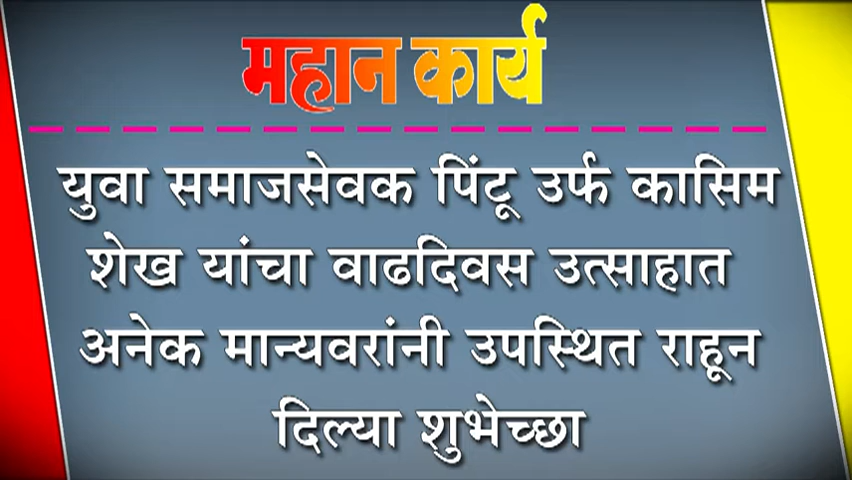 महान कार्य
युवा समाजसेवक पिंटू उर्फ कासिम
शेख यांचा वाढदिवस उत्साहात
अनेक मान्यवरांनी उपस्थित राहून
दिल्या शुभेच्छा